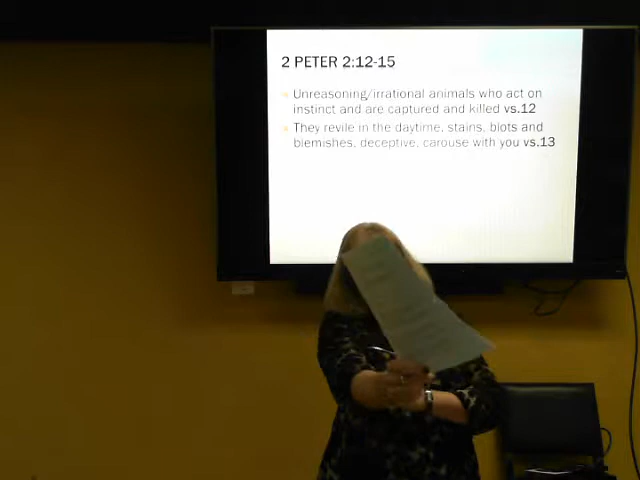 2 PETER 2:12-15
Unreasoning/irrational animals who act on
instinct and are captured and killed vs.12
They revile in the daytime, stains, blots and
blemishes, deceptive, carouse with you vs.13